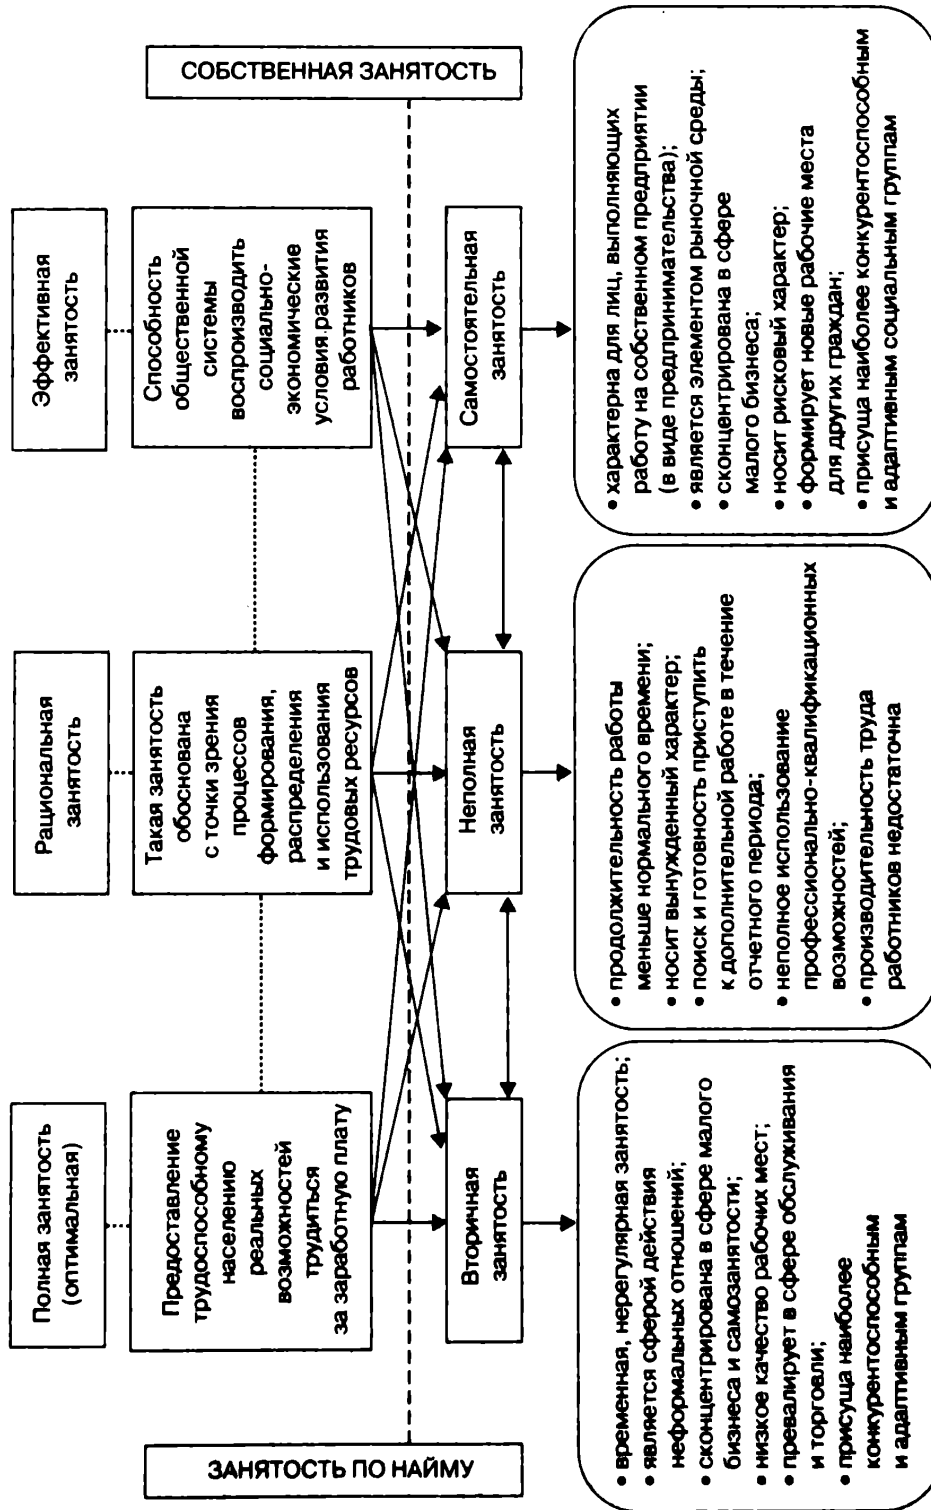 Полная занятость
(оптимальная)
Рациональная
занятость
Эффективная
занятость
Предоставление
трудоспособному
населению
реальных
возможностей
трудиться
за заработную плату
Такая занятость
обоснована
с точки зрения
процессов
формирования,
распределения
и использования
трудовых ресурсов
Способность
общественной
системы
воспроизводить
социально-
экономические
условия развития
работников
ЗАНЯТОСТЬ ПО НАЙМУ
СОБСТВЕННАЯ ЗАНЯТОСТЬ
Вторичная
занятость
Неполная
занятость
Самостоятельная
занятость
• временная, нерегулярная занятость;
• является сферой действия
неформальных отношений;
• сконцентрирована в сфере малого
бизнеса и самозанятости;
• низкое качество рабочих мест;
• превалирует в сфере обслуживания
и торговли;
• присуща наиболее
конкурентоспособным
и адаптивным группам
• продолжительность работы
меньше нормального времени;
• носит вынужденный характер;
• поиск и готовность приступить
к дополнительной работе в течение
отчетного периода;
• неполное использование
профессионально-квалификационных
возможностей;
• производительность труда
работников недостаточна
• характерна для лиц, выполняющих
работу на собственном предприятии
(в виде предпринимательства);
• является элементом рыночной среды;
• сконцентрирована в сфере
малого бизнеса;
• носит рисковый характер;
• формирует новые рабочие места
для других граждан;
• присуща наиболее конкурентоспособным
и адаптивным социальным группам